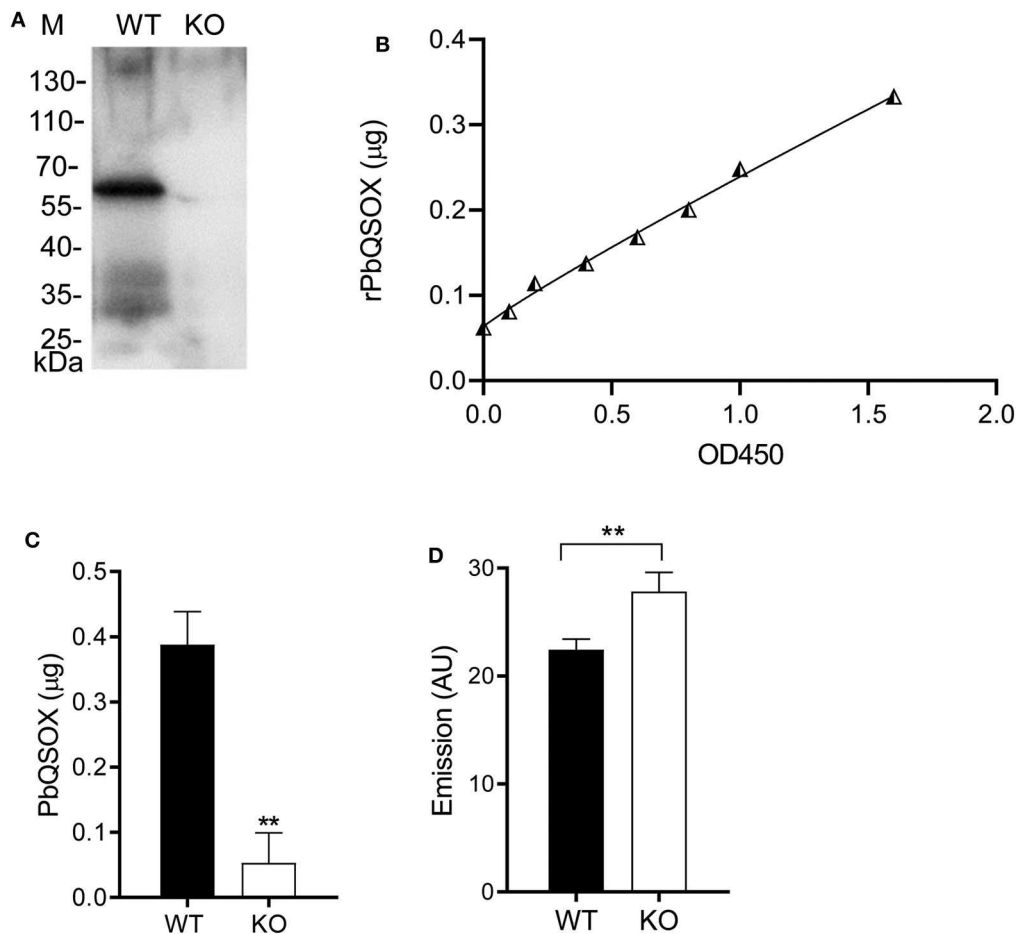 A M WT KO
130-
110-
70-
55-
40-
35-
25-
kDa
B
rPbQSOX (μg)
0.4
0.3
0.2
0.1
0.0
0.0 0.5 1.0 1.5 2.0
OD450
C
PbQSOX (μg)
0.5
0.4
0.3
0.2
0.1
0.0
**
WT KO
D
**
Emission (AU)
30
20
10
0
WT KO